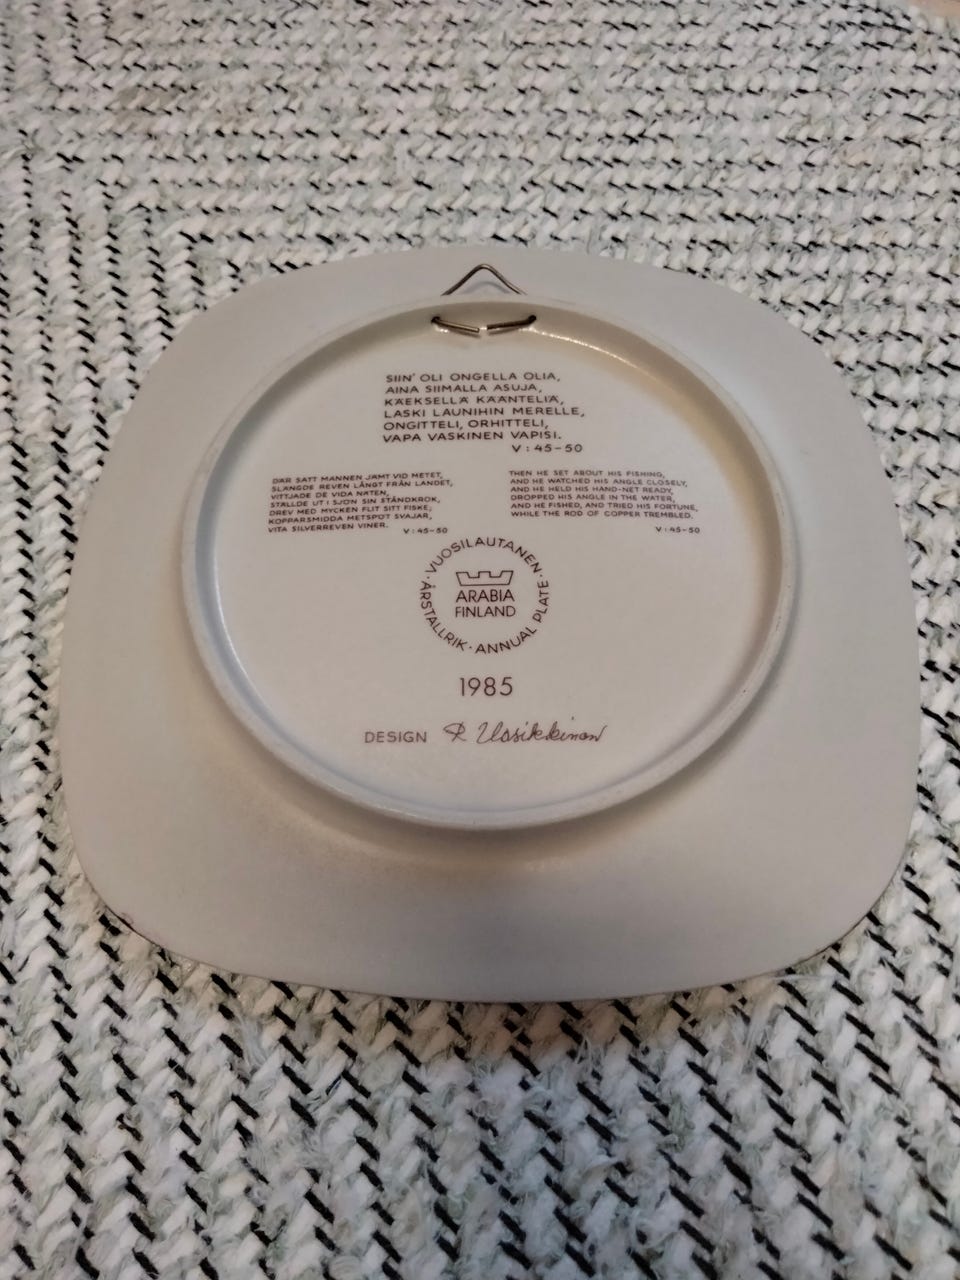 SIIN' OLI ONGELLA OLIA,
AINA SIIMALLA ASUJA,
KÄEKSELLÄ KÄÄNTELIÄ,
LASKI LAUNIHIN MERELLE,
ONGITTELI, ORHITTELI,
VAPA VASKINEN VAPISI.
V : 45-50
DÄR SATT MANNEN JÄMT VID METET,
SLÄNGDE REVEN LÅNGT FRÅN LANDET,
VITTJADE DE VIDA NÄTEN,
STÄLLDE UT I SJÖN SIN STÅNDKROK,
DREV MED MYCKEN FLIT SITT FISKE;
KOPPARSMIDDA METSPÖT SVAJAR,
VITA SILVERREVEN VINER.
V : 45-50
THEN HE SET ABOUT HIS FISHING,
AND HE WATCHED HIS ANGLE CLOSELY,
AND HE HELD HIS HAND-NET READY,
DROPPED HIS ANGLE IN THE WATER,
AND HE FISHED, AND TRIED HIS FORTUNE,
WHILE THE ROD OF COPPER TREMBLED.
V : 45-50
· VUOSILAUTANEN · ANNUAL PLATE · ÅRSTALLRIK
ARABIA
FINLAND
1985
DESIGN R Uosikkinen